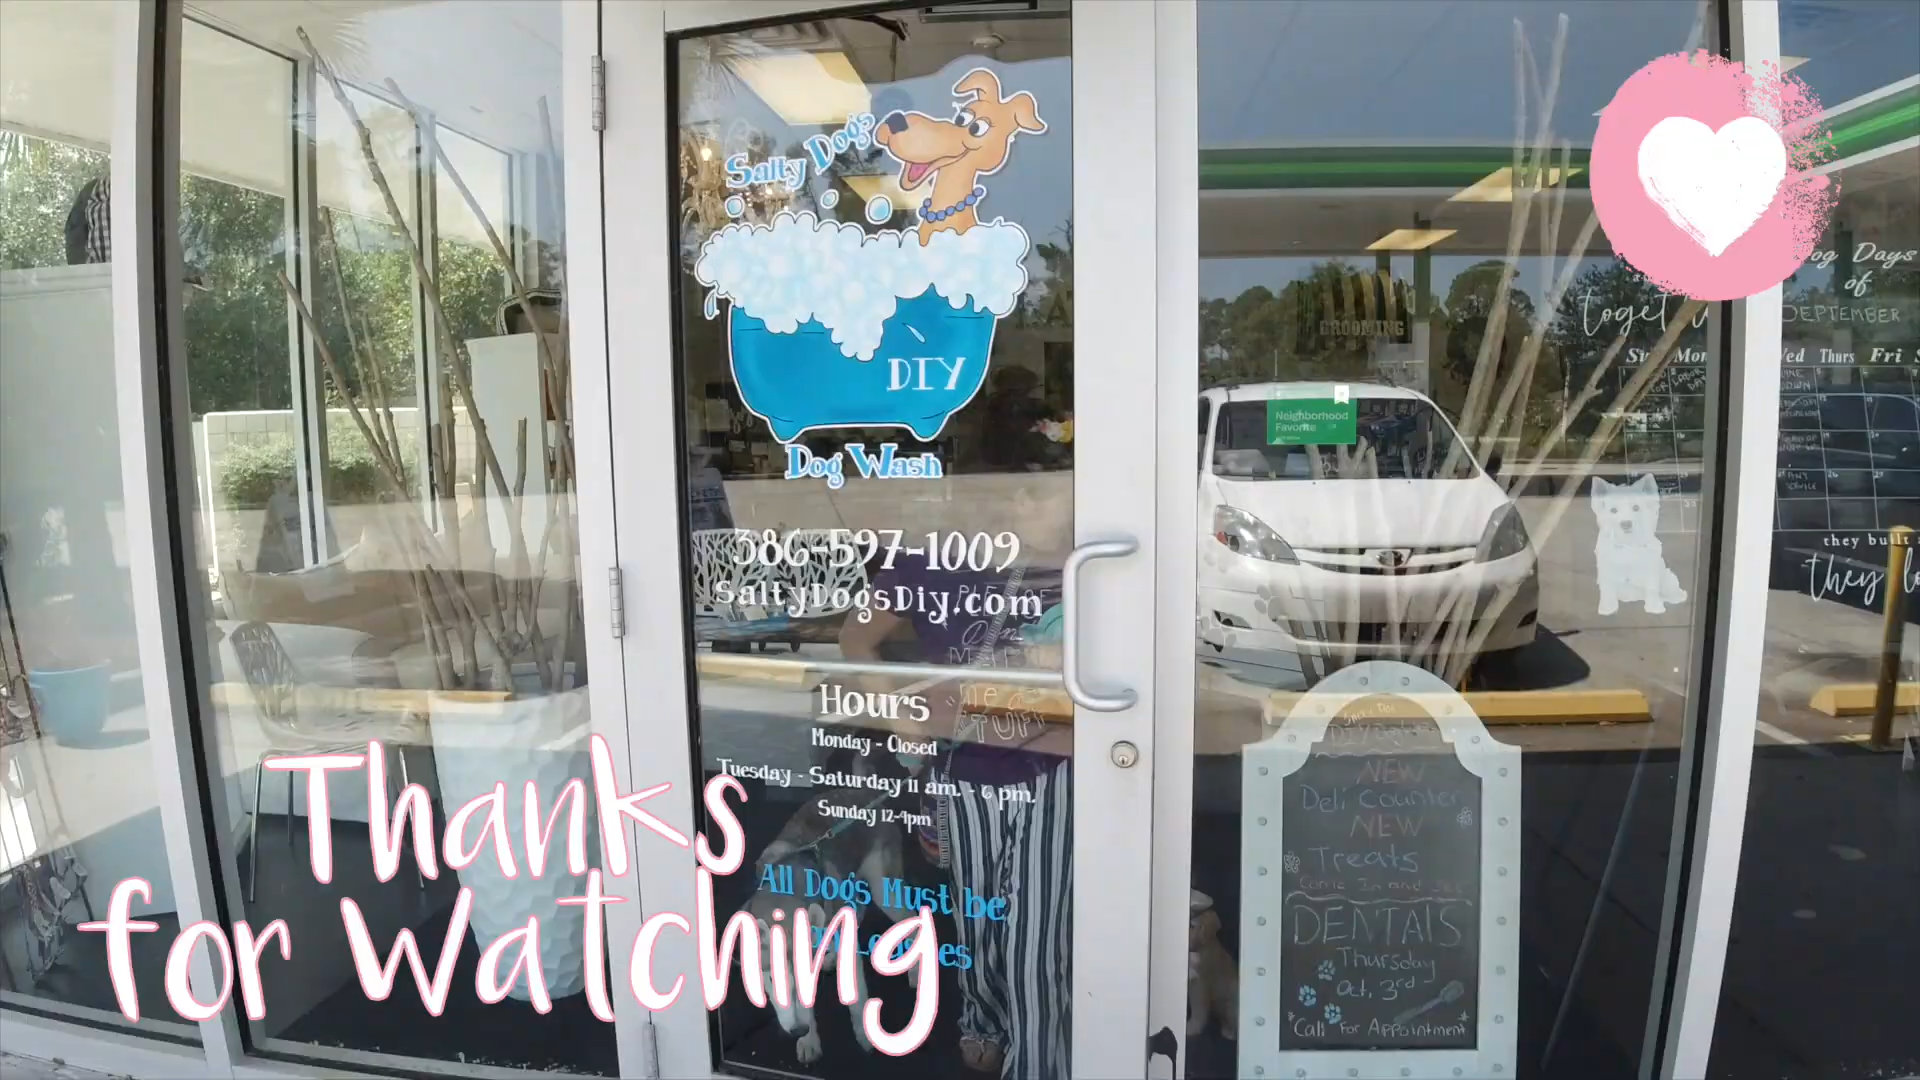 Salty Dogs
DIY
Dog Wash
386-597-1009
SaltyDogsDiy.com
Hours
Monday - Closed
Tuesday - Saturday 11 am. - 6 pm.
Sunday 12-4pm
All Dogs Must be
Thanks
for Watching
GROOMING
Neighborhood
Favorite
NEW
Deli Counter
NEW
Treats
Come In and See
DENTALS
Thursday
Oct. 3rd
Call For Appointment
Dog Days
of
SEPTEMBER
Wed Thurs Fri
they built
they